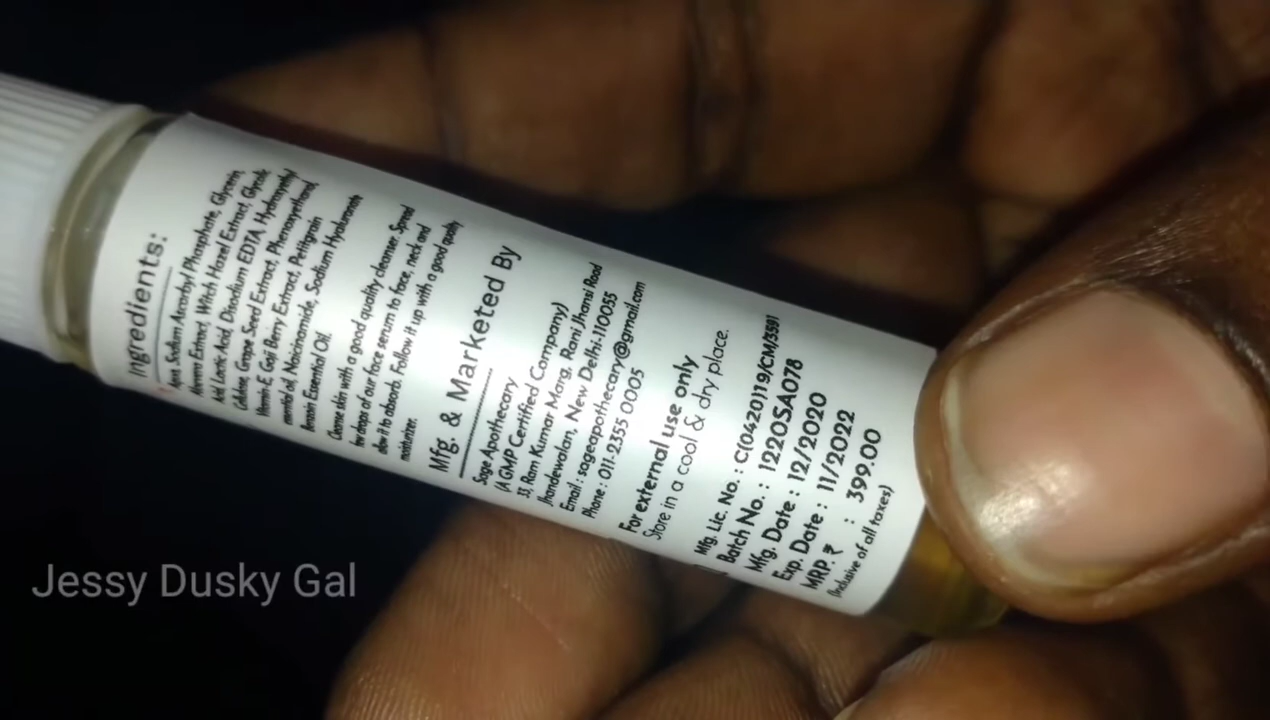 Ingredients:
Aqua, Sodium Ascorbyl Phosphate, Glycerin,
Extract, Witch Hazel Extract, Glycolic
Acid, Lactic Acid, Disodium EDTA, Hydroxyethyl
Cellulose, Grape Seed Extract, Phenoxyethanol,
Vitamin-E, Goji Berry Extract, Petitgrain
essential oil, Niacinamide, Sodium Hyaluronate
Essential Oil.
Cleanse skin with a good quality cleanser. Spread
few drops of our face serum to face, neck and
allow it to absorb. Follow it up with a good quality
moisturizer.
Mfg. & Marketed By
Sage Apothecary
(A GMP Certified Company)
33, Ram Kumar Marg, Rani Jhansi Road
Jhandewalan, New Delhi-110055
Email : sageapothecary@gmail.com
Phone : 011-2355 0005
For external use only
Store in a cool & dry place.
Mfg. Lic. No. : C(0420)19/CM/3591
Batch No. : 1220SA078
Mfg. Date : 12/2020
Exp. Date : 11/2022
MRP. ₹ : 399.00
(Inclusive of all taxes)
Jessy Dusky Gal